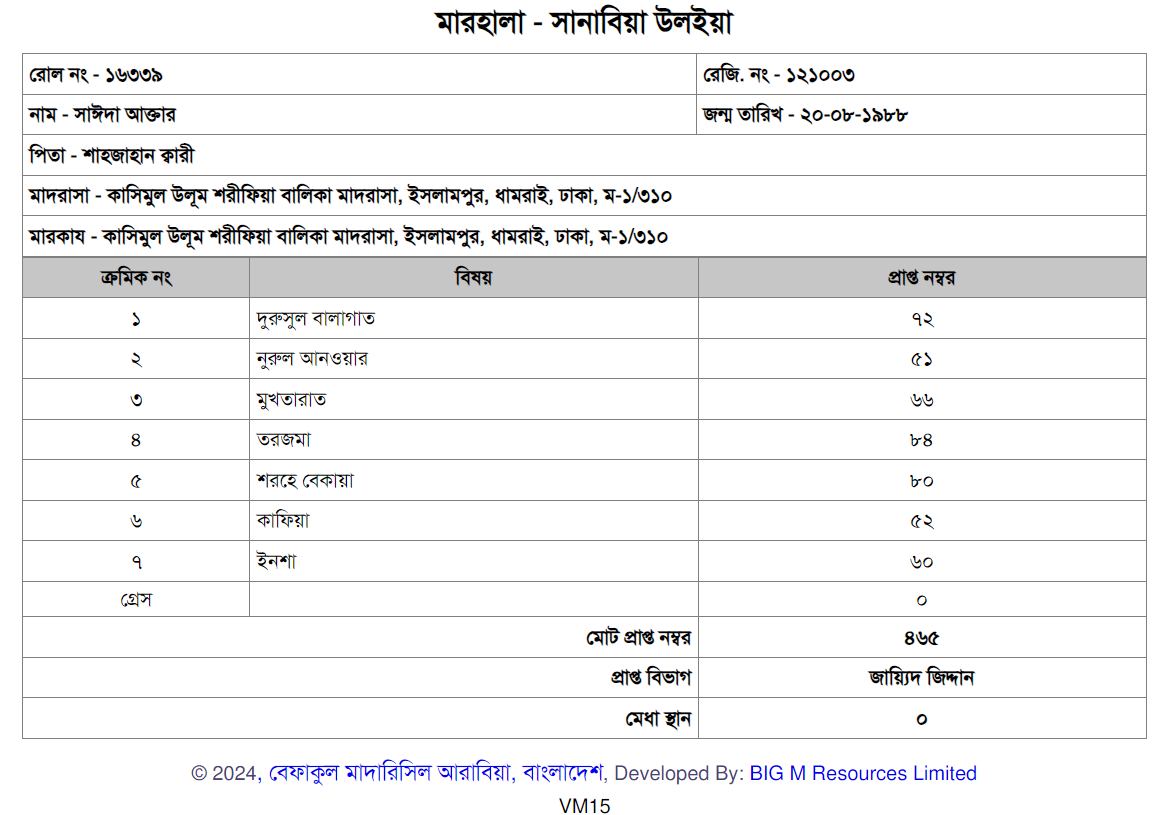 মারহালা - সানাবিয়া উলইয়া
রোল নং - ১৬৩৩৯ রেজি. নং - ১২১০০৩
নাম - সাঈদা আক্তার জন্ম তারিখ - ২০-০৮-১৯৮৮
পিতা - শাহজাহান ক্বারী
মাদরাসা - কাসিমুল উলূম শরীফিয়া বালিকা মাদরাসা, ইসলামপুর, ধামরাই, ঢাকা, ম-১/৩১০
মারকায - কাসিমুল উলূম শরীফিয়া বালিকা মাদরাসা, ইসলামপুর, ধামরাই, ঢাকা, ম-১/৩১০
ক্রমিক নং বিষয় প্রাপ্ত নম্বর
১ দুরুসুল বালাগাত ৭২
২ নুরুল আনওয়ার ৫১
৩ মুখতারাত ৬৬
৪ তরজমা ৮৪
৫ শরহে বেকায়া ৮০
৬ কাফিয়া ৫২
৭ ইনশা ৬০
গ্রেস ০
মোট প্রাপ্ত নম্বর ৪৬৫
প্রাপ্ত বিভাগ জায়্যিদ জিদ্দান
মেধা স্থান ০
© 2024, বেফাকুল মাদারিসিল আরাবিয়া, বাংলাদেশ, Developed By: BIG M Resources Limited
VM15